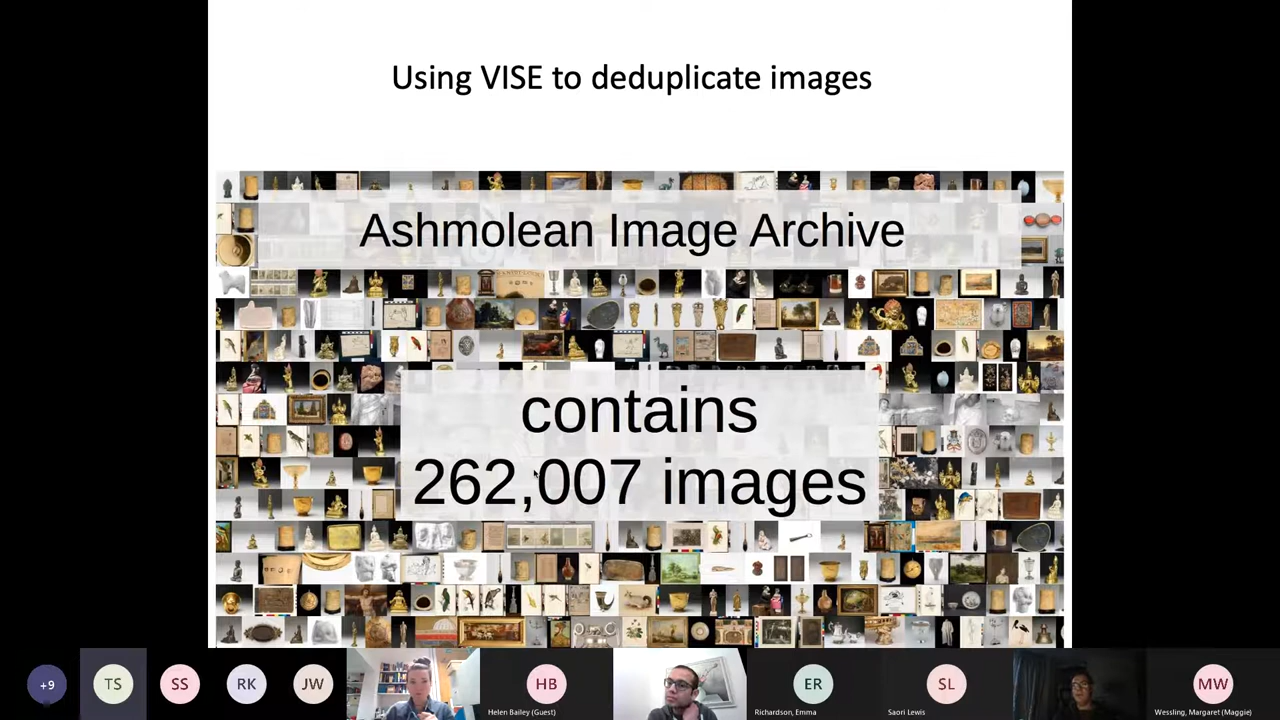 Using VISE to deduplicate images
Ashmolean Image Archive
contains
262,007 images
+9
TS
SS
RK
JW
HB
Helen Bailey (Guest)
ER
Richardson, Emma
SL
Saori Lewis
MW
Wessling, Margaret (Maggie)